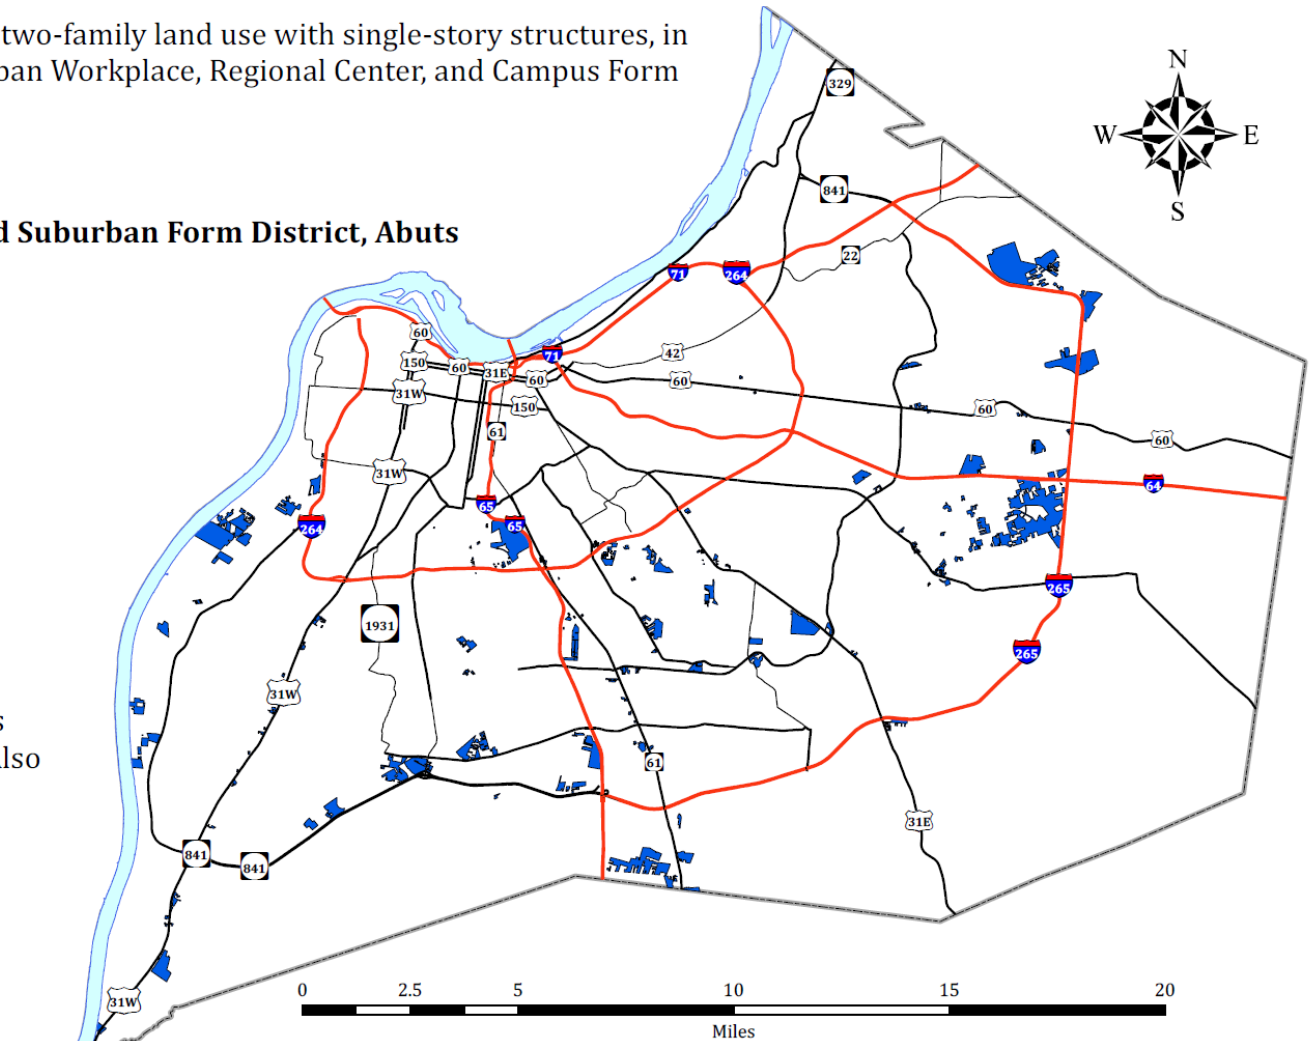 two-family land use with single-story structures, in
ban Workplace, Regional Center, and Campus Form
N
W E
S
329
841
d Suburban Form District, Abuts
22
71 264
60
42
71
150 60 31E 60
60
31W
150
60
61
60
31W
64
65
264 65
265
1931
265
31W
s
lso
61
31E
841
841
31W
0 2.5 5 10 15 20
Miles